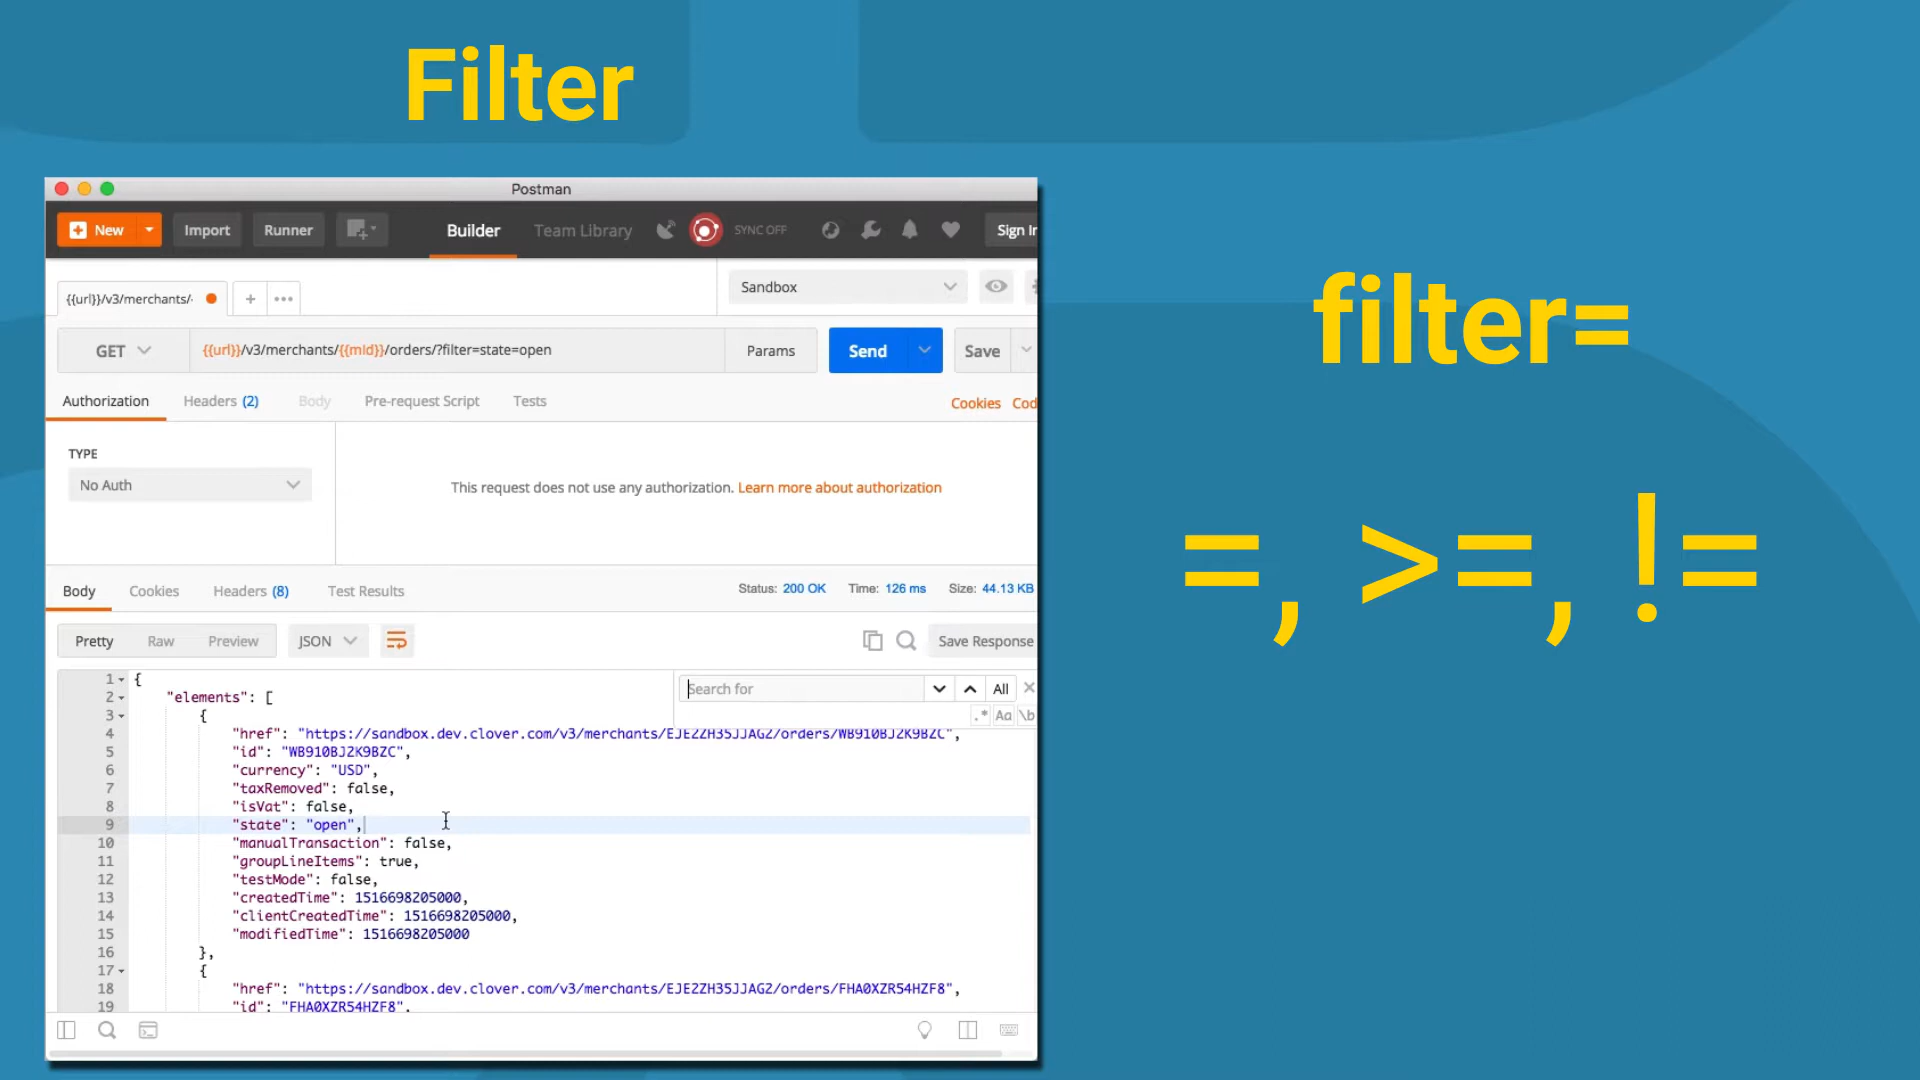 Filter
Postman
New
Import
Runner
Builder
Team Library
SYNC OFF
Sign In
{{url}}/v3/merchants/
+
•••
Sandbox
GET
{{url}}/v3/merchants/{{mId}}/orders/?filter=state=open
Params
Send
Save
Authorization
Headers (2)
Body
Pre-request Script
Tests
Cookies
Cod
TYPE
No Auth
This request does not use any authorization. Learn more about authorization
Body
Cookies
Headers (8)
Test Results
Status: 200 OK
Time: 126 ms
Size: 44.13 KB
Pretty
Raw
Preview
JSON
Save Response
Search for
All
.*
Aa
\b
1 {
2 "elements": [
3 {
4 "href": "https://sandbox.dev.clover.com/v3/merchants/EJE2ZH35JJAG2/orders/WB910BJ2K9BZC",
5 "id": "WB910BJ2K9BZC",
6 "currency": "USD",
7 "taxRemoved": false,
8 "isVat": false,
9 "state": "open",
10 "manualTransaction": false,
11 "groupLineItems": true,
12 "testMode": false,
13 "createdTime": 1516698205000,
14 "clientCreatedTime": 1516698205000,
15 "modifiedTime": 1516698205000
16 },
17 {
18 "href": "https://sandbox.dev.clover.com/v3/merchants/EJE2ZH35JJAG2/orders/FHA0XZR54HZF8",
19 "id": "FHA0XZR54HZF8",
filter=
=, >=, !=